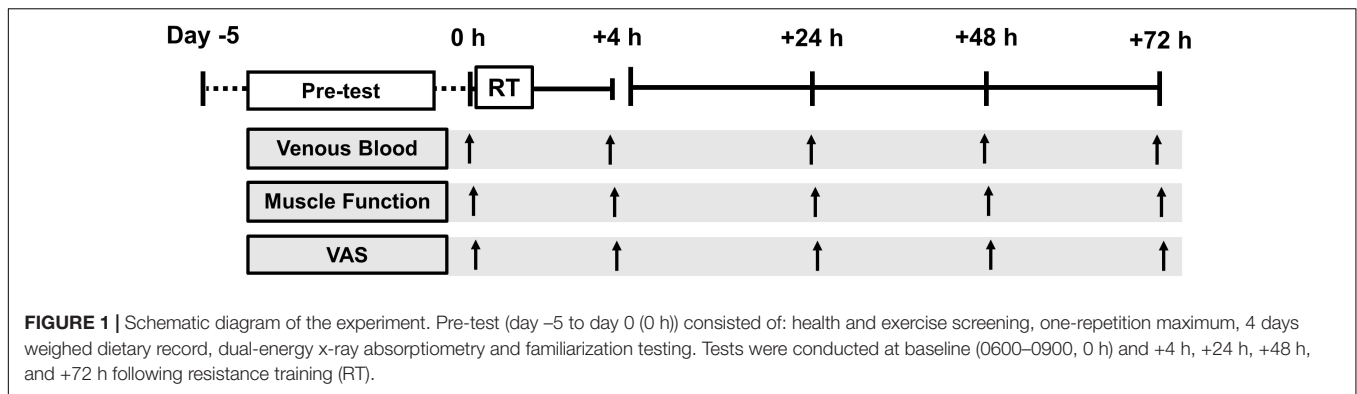 Day -5 0 h +4 h +24 h +48 h +72 h
Pre-test RT
Venous Blood
Muscle Function
VAS
FIGURE 1 | Schematic diagram of the experiment. Pre-test (day –5 to day 0 (0 h)) consisted of: health and exercise screening, one-repetition maximum, 4 days
weighed dietary record, dual-energy x-ray absorptiometry and familiarization testing. Tests were conducted at baseline (0600–0900, 0 h) and +4 h, +24 h, +48 h,
and +72 h following resistance training (RT).